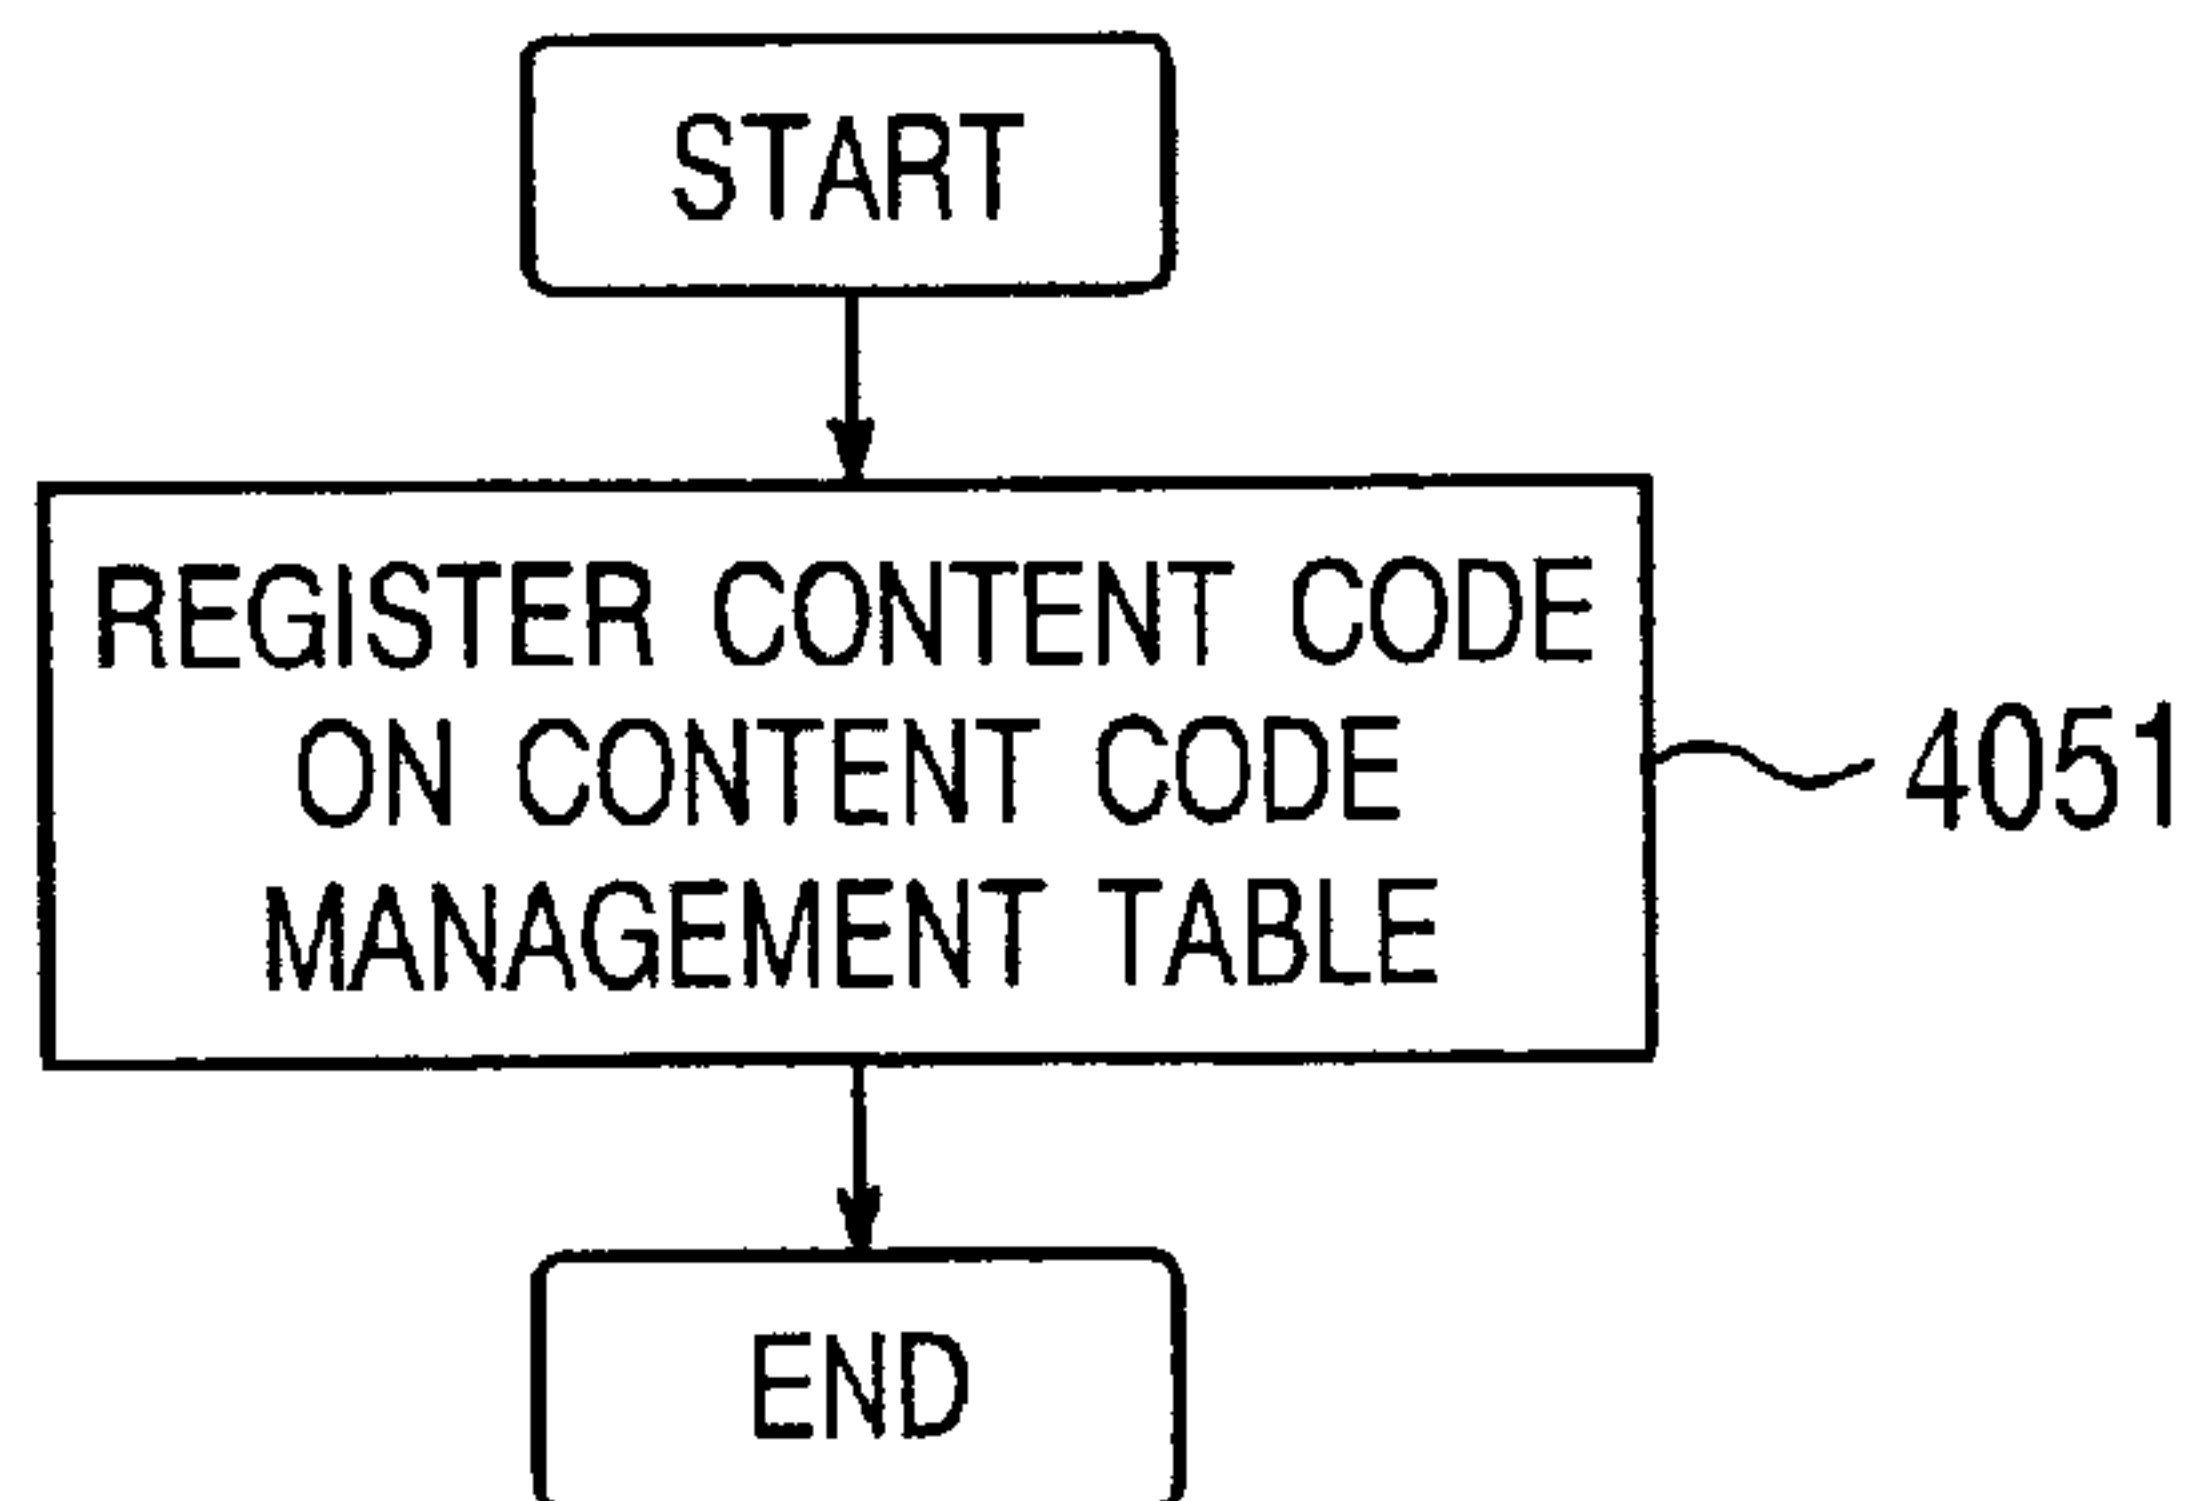 START
REGISTER CONTENT CODE
ON CONTENT CODE
MANAGEMENT TABLE
4051
END